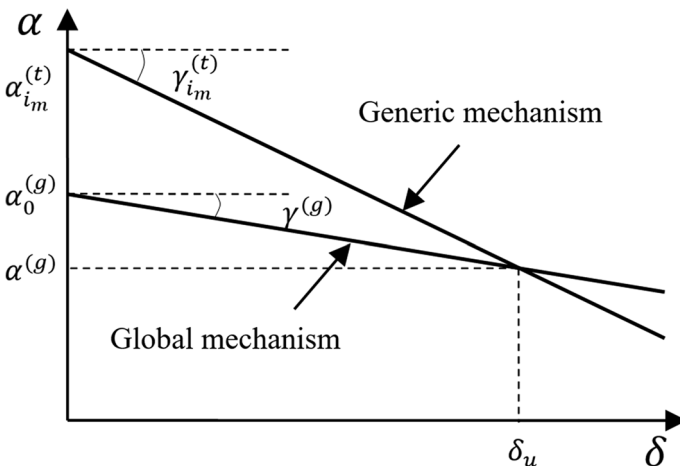 α
α_{i_m}^{(t)}
γ_{i_m}^{(t)}
Generic mechanism
α_0^{(g)}
γ^{(g)}
α^{(g)}
Global mechanism
δ_u
δ